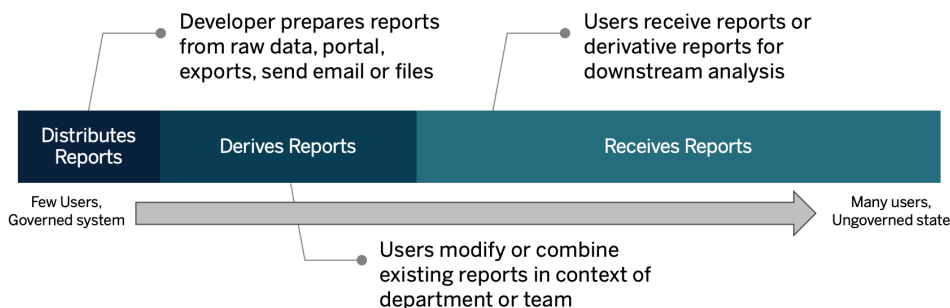 Developer prepares reports
from raw data, portal,
exports, send email or files
Users receive reports or
derivative reports for
downstream analysis
Distributes
Reports
Derives Reports
Receives Reports
Few Users,
Governed system
Many users,
Ungoverned state
Users modify or combine
existing reports in context of
department or team